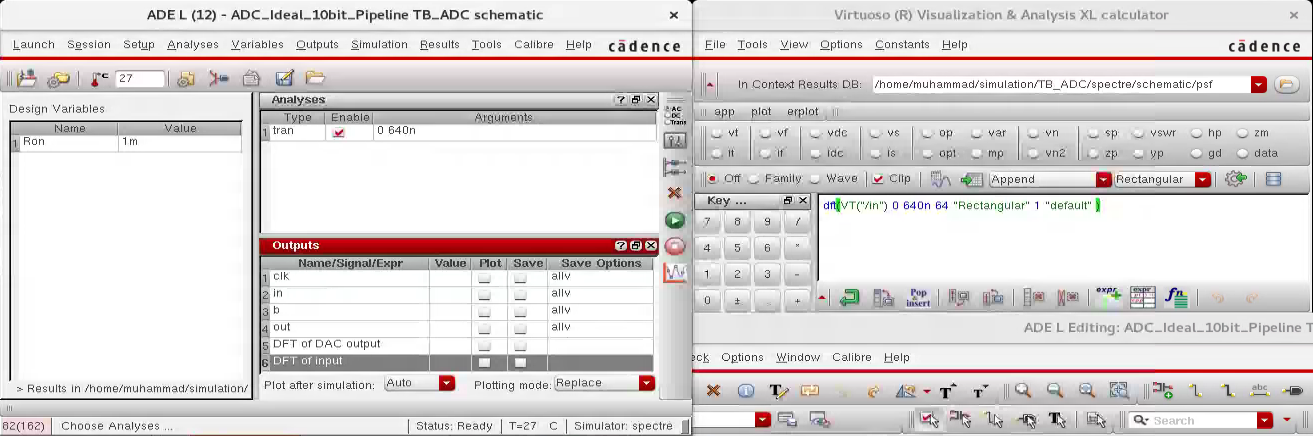 ADE L (12) - ADC_Ideal_10bit_Pipeline TB_ADC schematic ×
Launch Session Setup Analyses Variables Outputs Simulation Results Tools Calibre Help cādence
°C 27
Design Variables
Name Value
1 Ron 1m
> Results in /home/muhammad/simulation/
Analyses
Type Enable Arguments
1 tran 0 640n
Outputs
Name/Signal/Expr Value Plot Save Save Options
1 clk allv
2 in allv
3 b allv
4 out allv
5 DFT of DAC output
6 DFT of input
Plot after simulation: Auto Plotting mode: Replace
AC
DC
Trans
82(162) Choose Analyses ... Status: Ready T=27 C Simulator: spectre
Virtuoso (R) Visualization & Analysis XL calculator ×
File Tools View Options Constants Help cādence
In Context Results DB: /home/muhammad/simulation/TB_ADC/spectre/schematic/psf
app plot erplot
vt vf vdc vs op var vn sp vswr hp zm
it if idc is opt mp vn2 zp yp gd data
Off Family Wave Clip Append Rectangular
Key ...
7 8 9 /
4 5 6 *
1 2 3 -
0 ± . +
dft(VT("/in") 0 640n 64 "Rectangular" 1 "default" )
Pop insert expr expr fn
ADE L Editing: ADC_Ideal_10bit_Pipeline T
ck Options Window Calibre Help
abc
Search